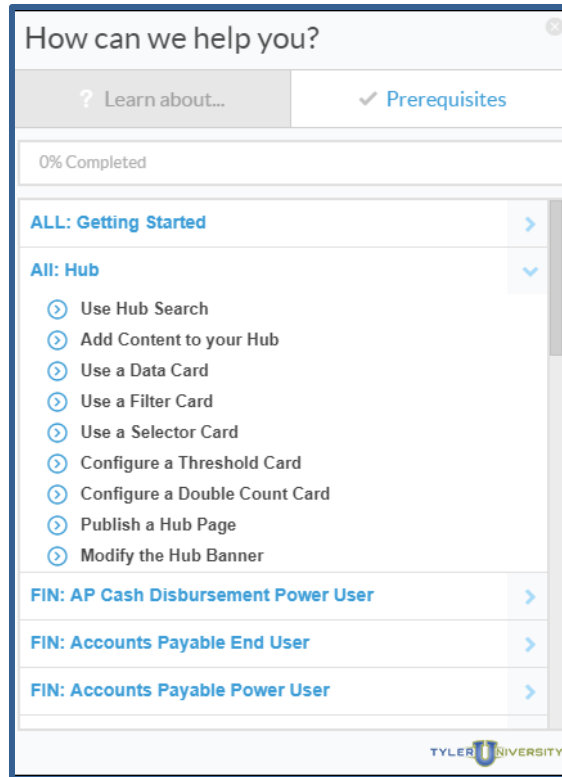 How can we help you?
? Learn about...
Prerequisites
0% Completed
ALL: Getting Started
All: Hub
Use Hub Search
Add Content to your Hub
Use a Data Card
Use a Filter Card
Use a Selector Card
Configure a Threshold Card
Configure a Double Count Card
Publish a Hub Page
Modify the Hub Banner
FIN: AP Cash Disbursement Power User
FIN: Accounts Payable End User
FIN: Accounts Payable Power User
TYLER UNIVERSITY